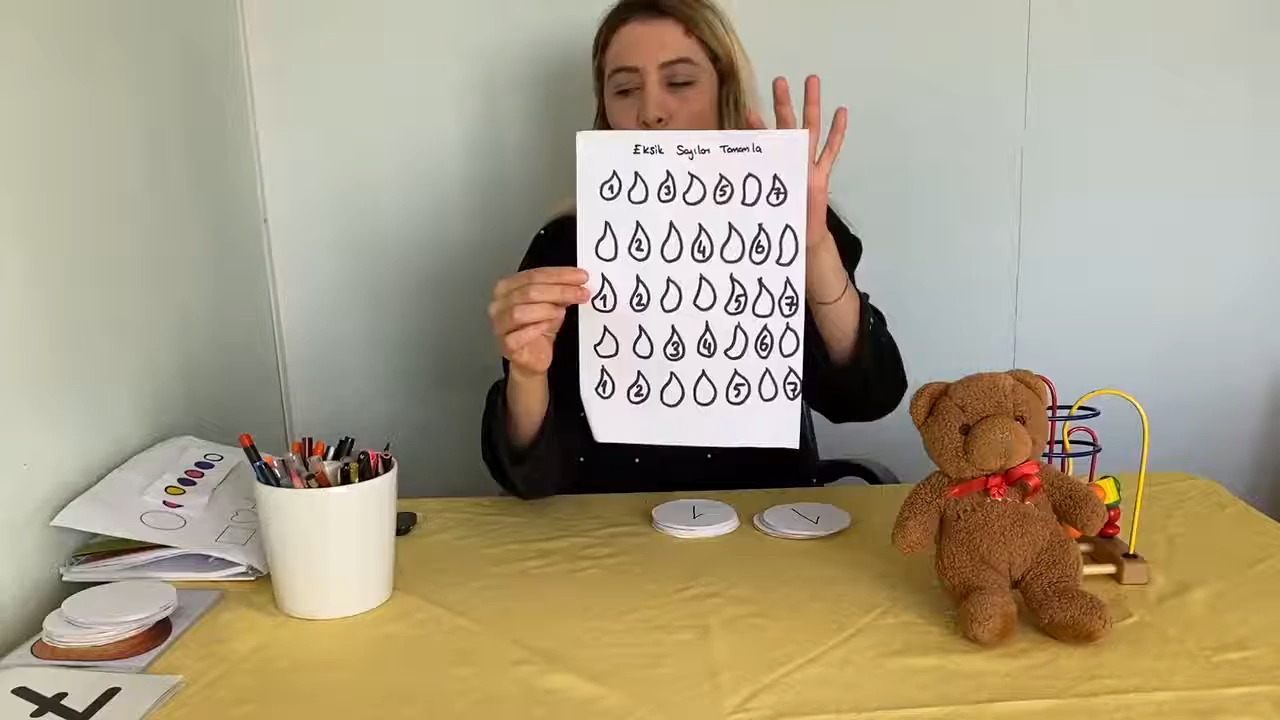 Eksik Sayıları Tamamla
1 3 5 7
2 4 6
1 2 5 7
3 4 6
1 2 5 7